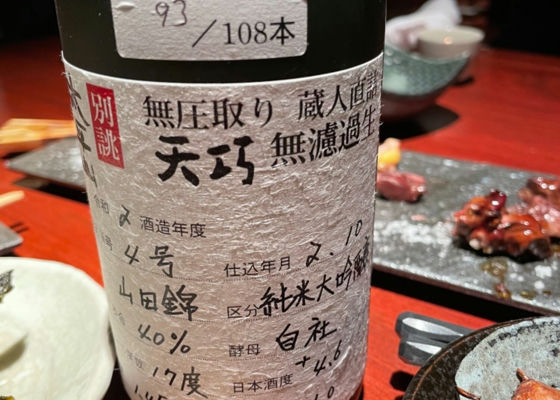 93/108本
別誂
無圧取り 蔵人直詰
天巧 無濾過生
2 酒造年度
4号 仕込年月 2.10
山田錦 区分 純米大吟醸
40% 酵母 自社
17度 日本酒度 +4.6